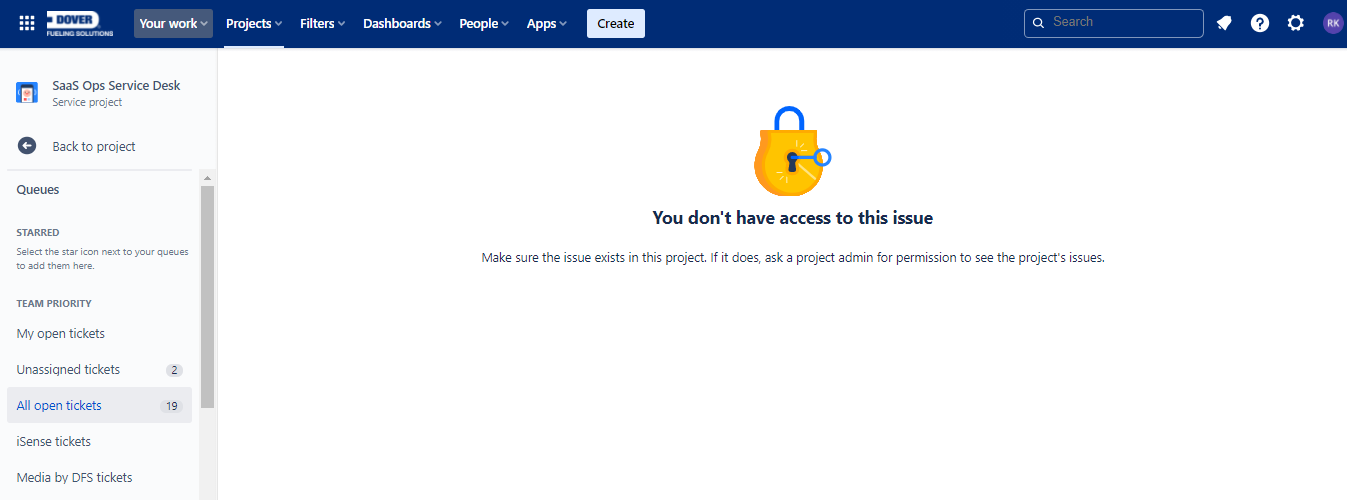 DOVER
FUELING SOLUTIONS
Your work
Projects
Filters
Dashboards
People
Apps
Create
Search
RK
SaaS Ops Service Desk
Service project
Back to project
Queues
STARRED
Select the star icon next to your queues
to add them here.
TEAM PRIORITY
My open tickets
Unassigned tickets 2
All open tickets 19
iSense tickets
Media by DFS tickets
You don't have access to this issue
Make sure the issue exists in this project. If it does, ask a project admin for permission to see the project's issues.